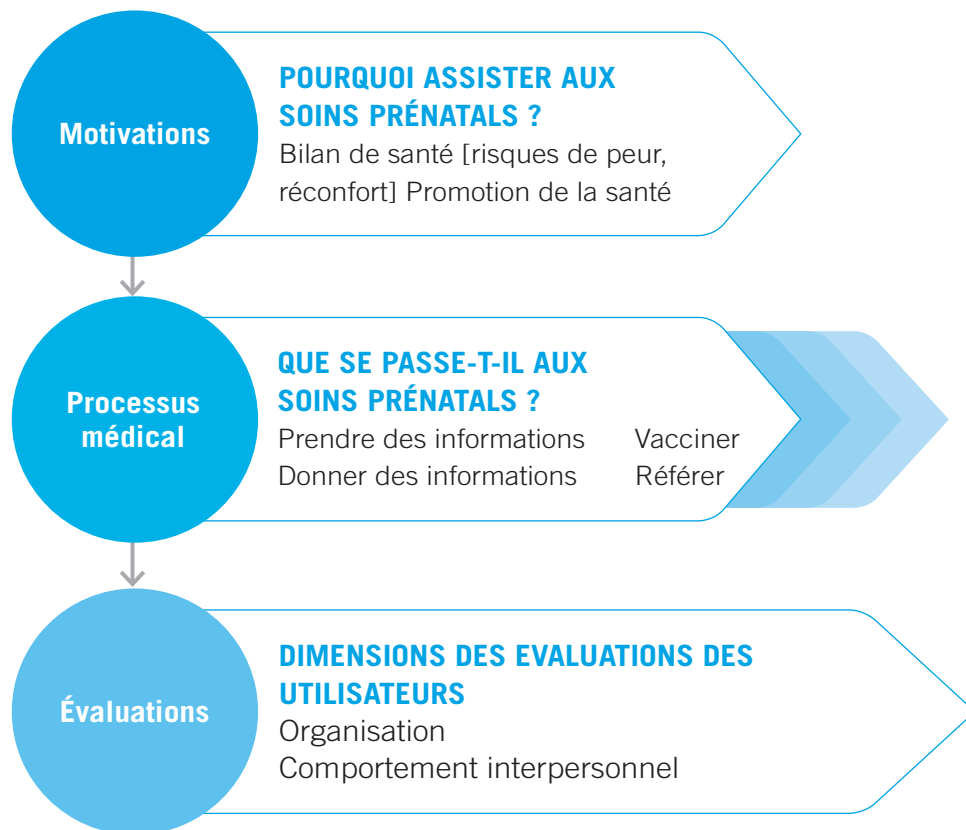 Motivations
POURQUOI ASSISTER AUX
SOINS PRÉNATALS ?
Bilan de santé [risques de peur,
réconfort] Promotion de la santé
Processus
médical
QUE SE PASSE-T-IL AUX
SOINS PRÉNATALS ?
Prendre des informations Vacciner
Donner des informations Référer
Évaluations
DIMENSIONS DES EVALUATIONS DES
UTILISATEURS
Organisation
Comportement interpersonnel